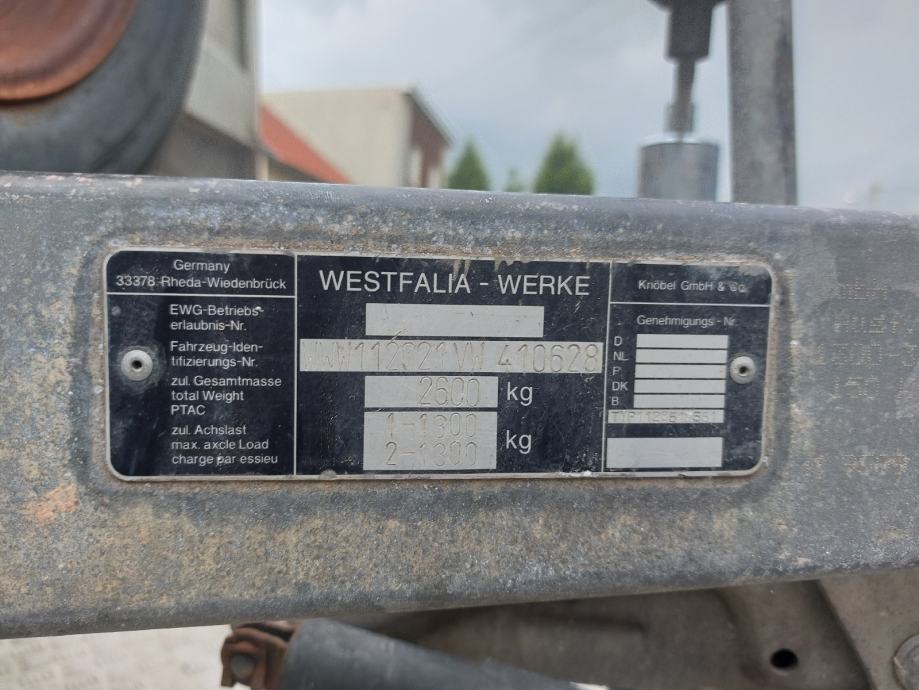 Germany
33378 Rheda-Wiedenbrück
EWG-Betriebs-
erlaubnis-Nr.
Fahrzeug-Iden-
tifizierungs-Nr.
zul. Gesamtmasse
total Weight
PTAC
zul. Achslast
max. axcle Load
charge par essieu
WESTFALIA - WERKE
410628
2600 kg
1-1300
kg
2-1300
Knöbel GmbH & Co.
Genehmigungs - Nr.
D
NL
P
DK
B